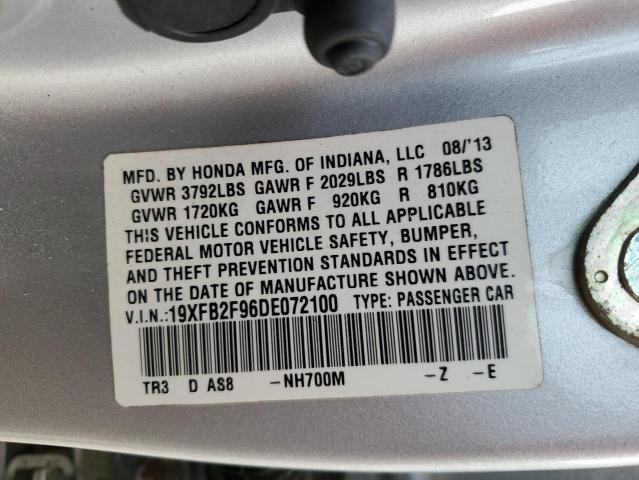 MFD. BY HONDA MFG. OF INDIANA, LLC 08/'13
GVWR 3792LBS GAWR F 2029LBS R 1786LBS
GVWR 1720KG GAWR F 920KG R 810KG
THIS VEHICLE CONFORMS TO ALL APPLICABLE
FEDERAL MOTOR VEHICLE SAFETY, BUMPER,
AND THEFT PREVENTION STANDARDS IN EFFECT
ON THE DATE OF MANUFACTURE SHOWN ABOVE.
V.I.N.:19XFB2F96DE072100 TYPE: PASSENGER CAR
TR3 D AS8 -NH700M -Z -E